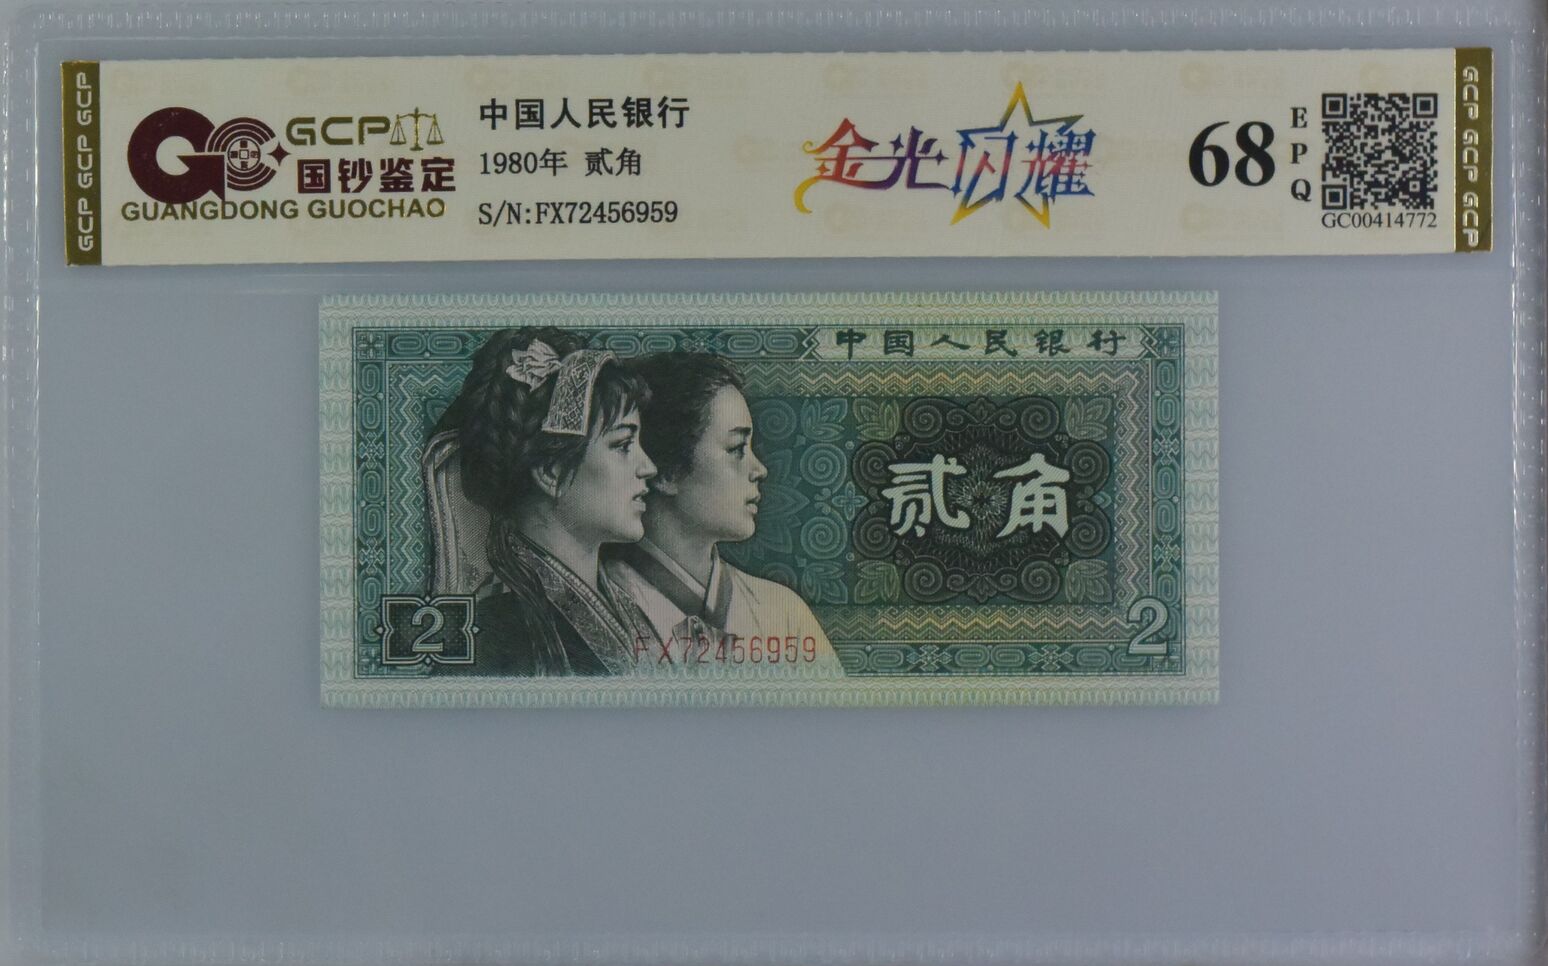 GCP GCP GCP
GC GCP
国钞鉴定
GUANGDONG GUOCHAO
中国人民银行
1980年 贰角
S/N:FX72456959
金光闪耀
68
E
P
Q
GC00414772
GCP GCP GCP
中国人民银行
贰角
2
FX72456959
2